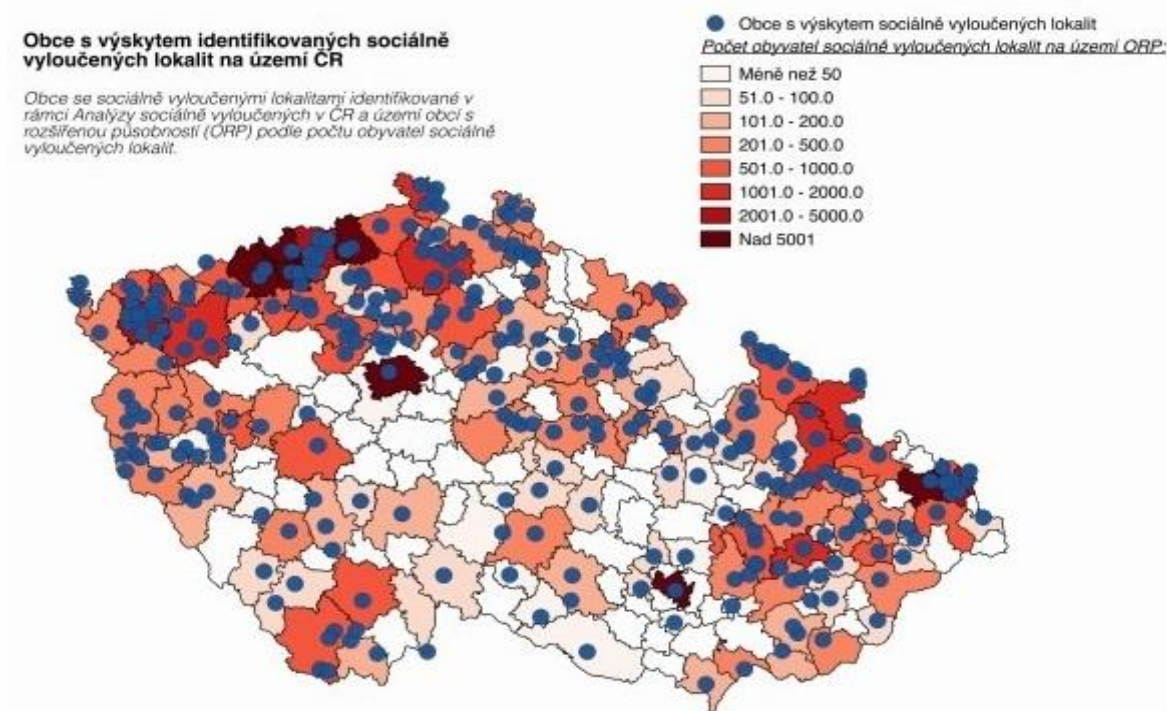 Obce s výskytem identifikovaných sociálně
vyloučených lokalit na území ČR
Obce se sociálně vyloučenými lokalitami identifikované v
rámci Analýzy sociálně vyloučených v ČR a území obcí s
rozšířenou působností (ORP) podle počtu obyvatel sociálně
vyloučených lokalit.
Obce s výskytem sociálně vyloučených lokalit
Počet obyvatel sociálně vyloučených lokalit na území ORP:
Méně než 50
51.0 - 100.0
101.0 - 200.0
201.0 - 500.0
501.0 - 1000.0
1001.0 - 2000.0
2001.0 - 5000.0
Nad 5001